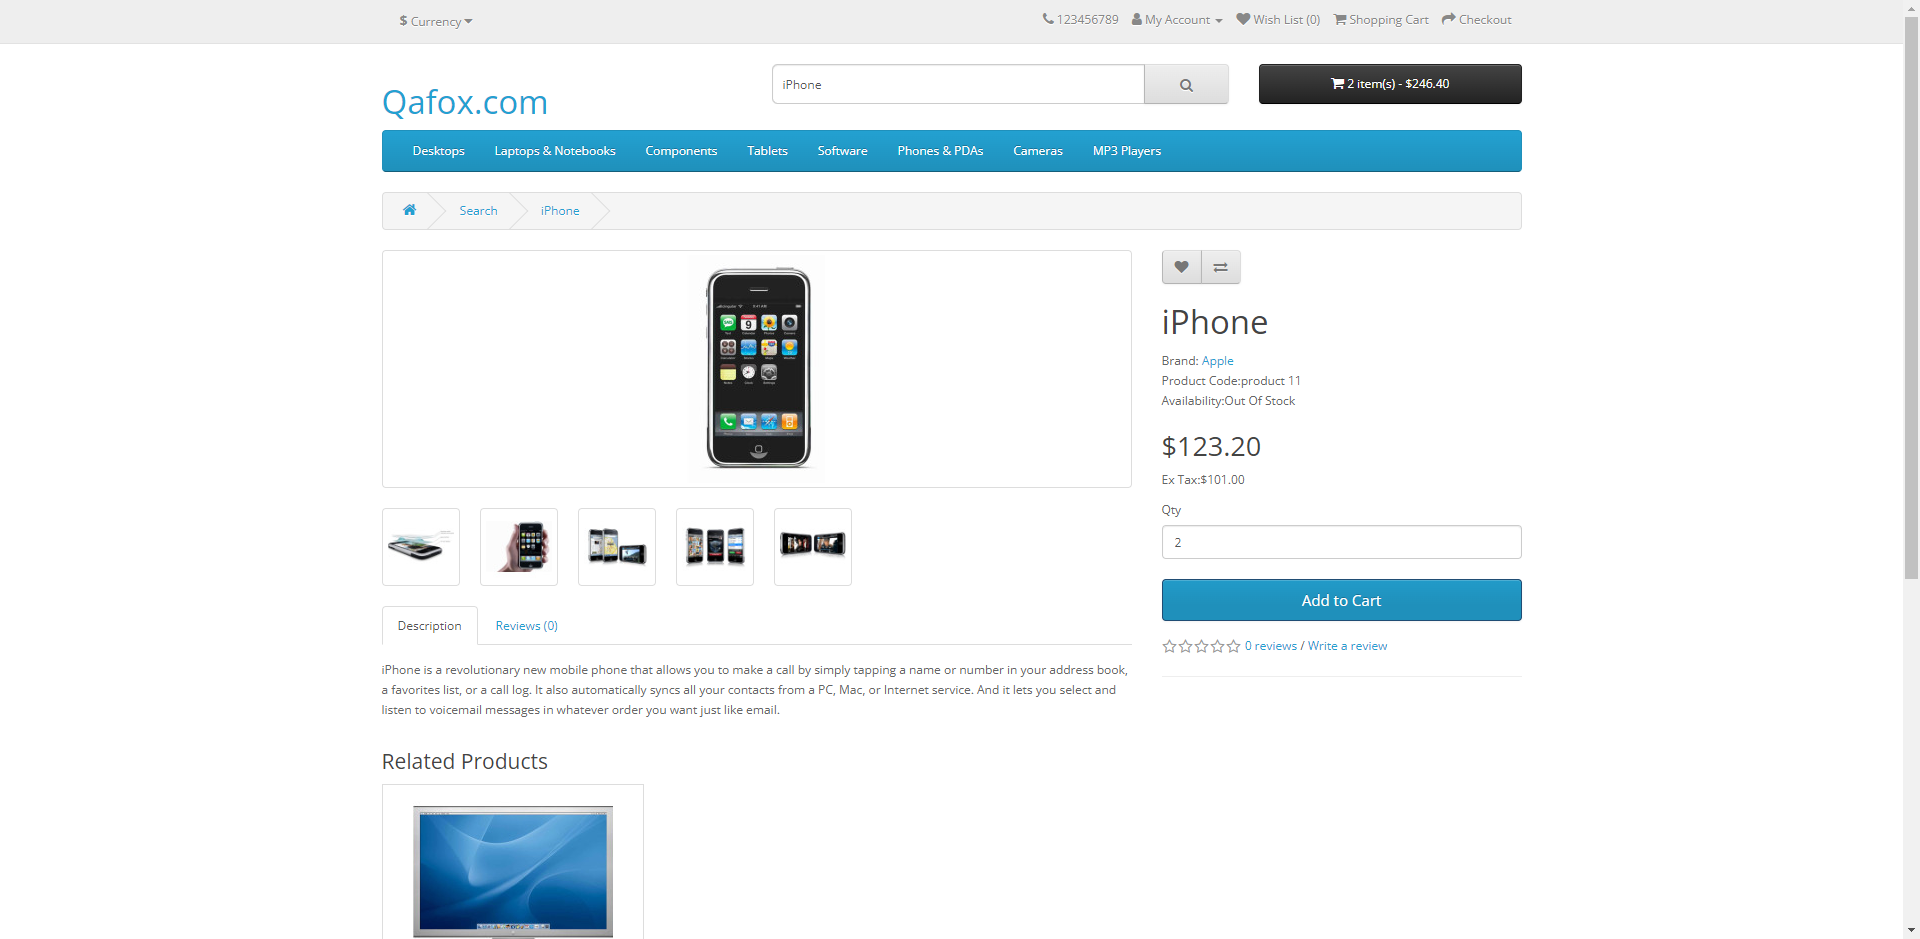 $ Currency
123456789 My Account Wish List (0) Shopping Cart Checkout
Qafox.com
iPhone
2 item(s) - $246.40
Desktops Laptops & Notebooks Components Tablets Software Phones & PDAs Cameras MP3 Players
Search iPhone
iPhone
Brand: Apple
Product Code:product 11
Availability:Out Of Stock
$123.20
Ex Tax:$101.00
Qty
2
Add to Cart
0 reviews / Write a review
Description Reviews (0)
iPhone is a revolutionary new mobile phone that allows you to make a call by simply tapping a name or number in your address book,
a favorites list, or a call log. It also automatically syncs all your contacts from a PC, Mac, or Internet service. And it lets you select and
listen to voicemail messages in whatever order you want just like email.
Related Products